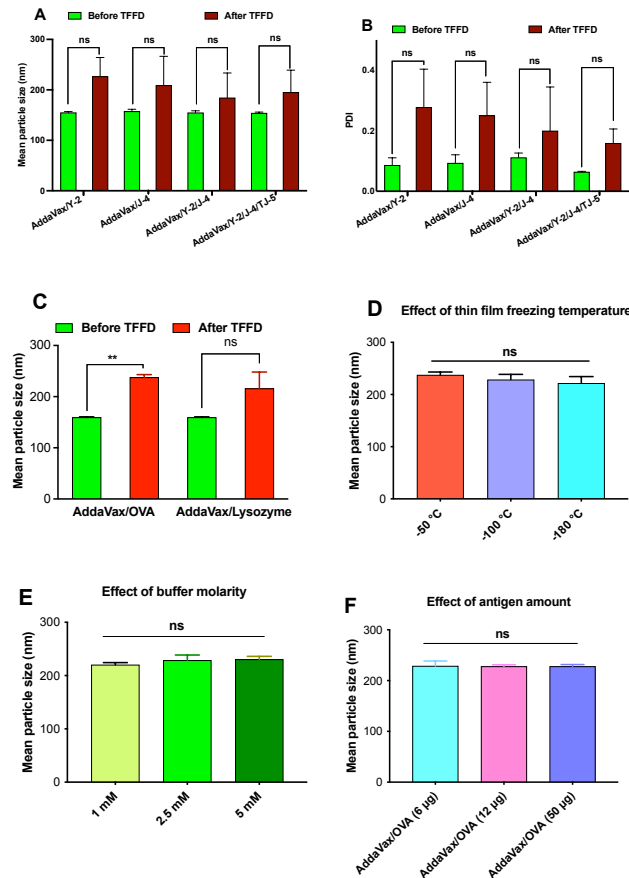 A
Before TFFD After TFFD
ns ns ns ns
Mean particle size (nm)
300
200
100
0
AddaVax/Y-2
AddaVax/J-4
AddaVax/Y-2/J-4
AddaVax/Y-2/J-4/TJ-5
B
Before TFFD After TFFD
ns ns ns ns
PDI
0.4
0.2
0.0
AddaVax/Y-2
AddaVax/J-4
AddaVax/Y-2/J-4
AddaVax/Y-2/J-4/TJ-5
C
Before TFFD After TFFD
** ns
Mean particle size (nm)
300
200
100
0
AddaVax/OVA AddaVax/Lysozyme
D
Effect of thin film freezing temperature
ns
Mean particle size (nm)
300
200
100
0
-50 °C
-100 °C
-180 °C
E
Effect of buffer molarity
ns
Mean particle size (nm)
300
200
100
0
1 mM
2.5 mM
5 mM
F
Effect of antigen amount
ns
Mean particle size (nm)
300
200
100
0
AddaVax/OVA (6 µg)
AddaVax/OVA (12 µg)
AddaVax/OVA (50 µg)